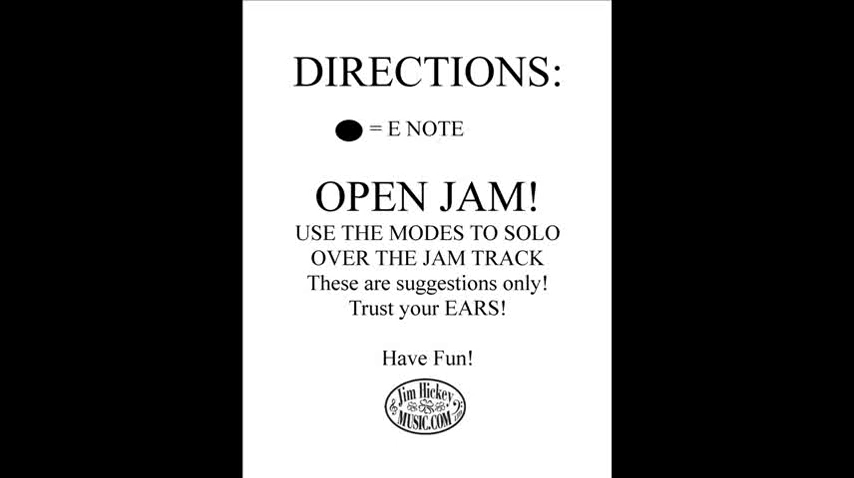 DIRECTIONS:
= E NOTE
OPEN JAM!
USE THE MODES TO SOLO
OVER THE JAM TRACK
These are suggestions only!
Trust your EARS!
Have Fun!
Jim Hickey
MUSIC.COM